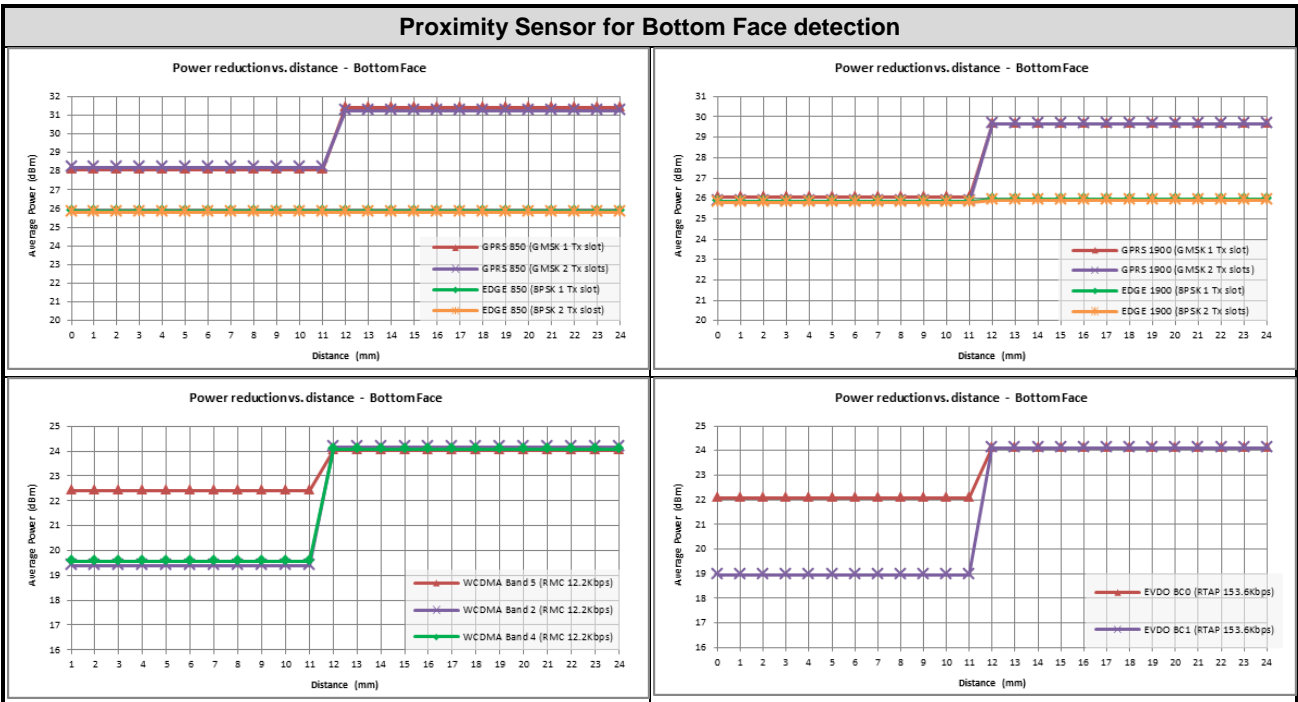 Proximity Sensor for Bottom Face detection
Power reduction vs. distance - Bottom Face
32
31
30
29
28
27
26
25
24
23
22
21
20
Average Power (dBm)
GPRS 850 (GMSK 1 Tx slot)
GPRS 850 (GMSK 2 Tx slots)
EDGE 850 (8PSK 1 Tx slot)
EDGE 850 (8PSK 2 Tx slost)
0 1 2 3 4 5 6 7 8 9 10 11 12 13 14 15 16 17 18 19 20 21 22 23 24
Distance (mm)
Power reduction vs. distance - Bottom Face
31
30
29
28
27
26
25
24
23
22
21
20
Average Power (dBm)
GPRS 1900 (GMSK 1 Tx slot)
GPRS 1900 (GMSK 2 Tx slots)
EDGE 1900 (8PSK 1 Tx slot)
EDGE 1900 (8PSK 2 Tx slots)
0 1 2 3 4 5 6 7 8 9 10 11 12 13 14 15 16 17 18 19 20 21 22 23 24
Distance (mm)
Power reduction vs. distance - Bottom Face
25
24
23
22
21
20
19
18
17
16
Average Power (dBm)
WCDMA Band 5 (RMC 12.2Kbps)
WCDMA Band 2 (RMC 12.2Kbps)
WCDMA Band 4 (RMC 12.2Kbps)
1 2 3 4 5 6 7 8 9 10 11 12 13 14 15 16 17 18 19 20 21 22 23 24
Distance (mm)
Power reduction vs. distance - Bottom Face
25
24
23
22
21
20
19
18
17
16
Average Power (dBm)
EVDO BC0 (RTAP 153.6Kbps)
EVDO BC1 (RTAP 153.6Kbps)
0 1 2 3 4 5 6 7 8 9 10 11 12 13 14 15 16 17 18 19 20 21 22 23 24
Distance (mm)